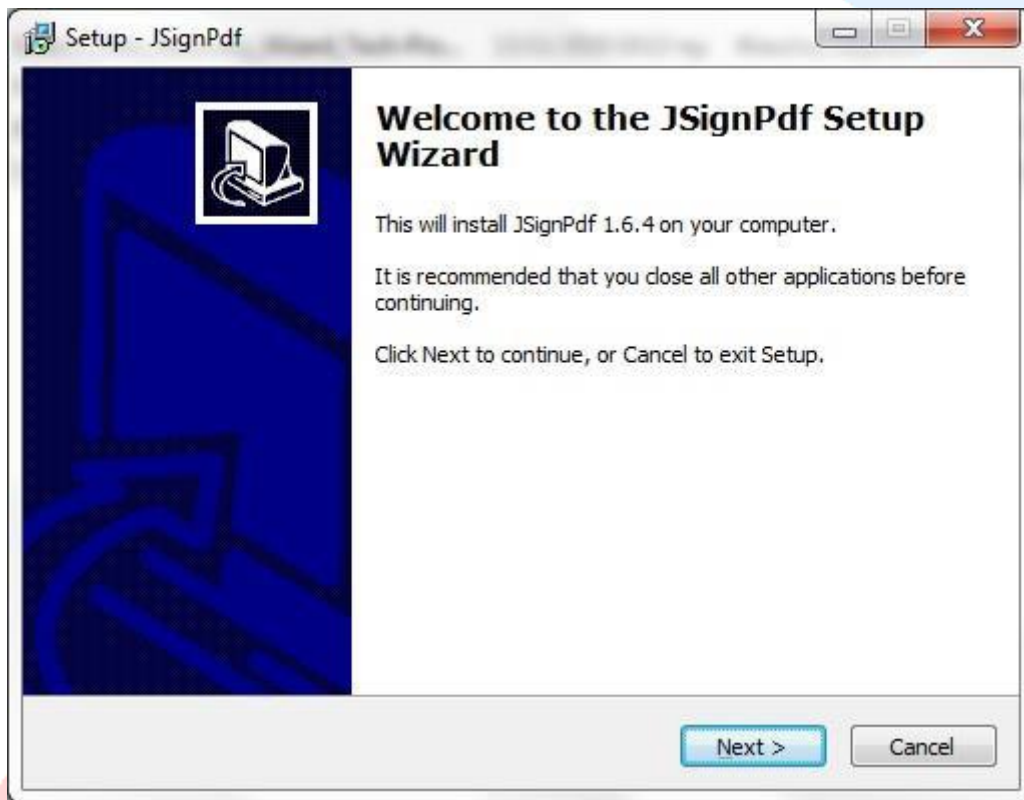 Setup - JSignPdf
Welcome to the JSignPdf Setup
Wizard
This will install JSignPdf 1.6.4 on your computer.
It is recommended that you close all other applications before
continuing.
Click Next to continue, or Cancel to exit Setup.
Next >
Cancel